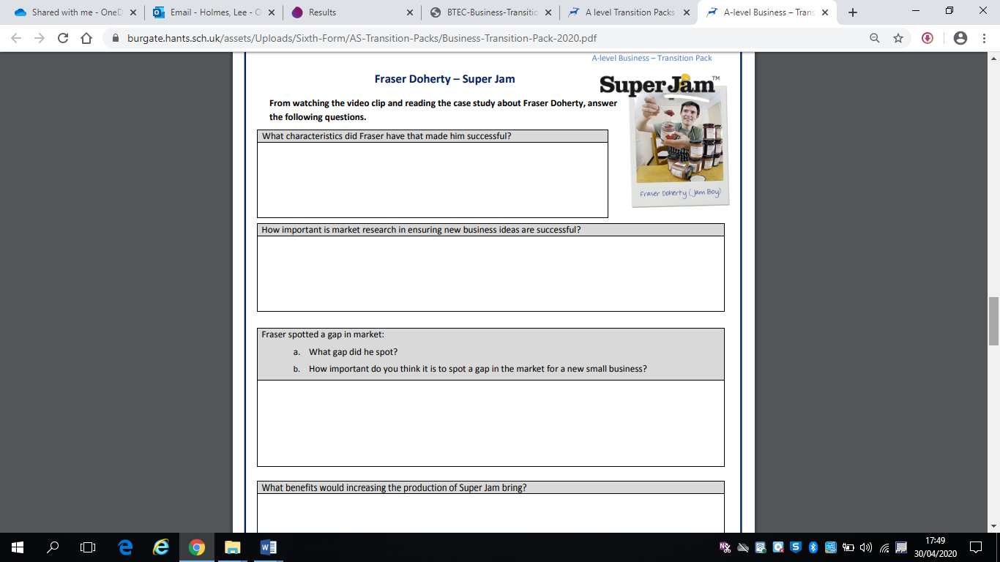 Shared with me - OneD
Email - Holmes, Lee - O
Results
BTEC-Business-Transitio
A level Transition Packs
A-level Business – Trans
burgate.hants.sch.uk/assets/Uploads/Sixth-Form/AS-Transition-Packs/Business-Transition-Pack-2020.pdf
A-level Business – Transition Pack
Fraser Doherty – Super Jam
SuperJam™
From watching the video clip and reading the case study about Fraser Doherty, answer
the following questions.
What characteristics did Fraser have that made him successful?
Fraser Doherty (Jam Boy)
How important is market research in ensuring new business ideas are successful?
Fraser spotted a gap in market:
a. What gap did he spot?
b. How important do you think it is to spot a gap in the market for a new small business?
What benefits would increasing the production of Super Jam bring?
17:49
30/04/2020